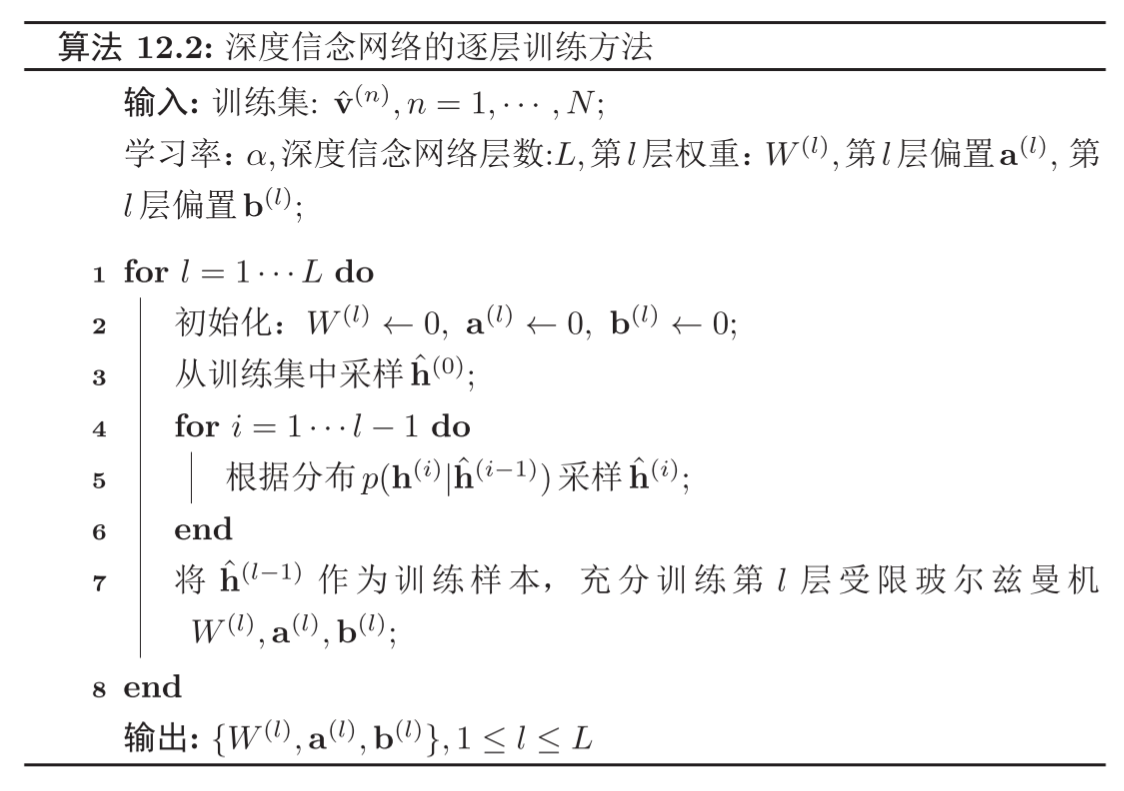 算法 12.2: 深度信念网络的逐层训练方法
输入: 训练集: v̂⁽ⁿ⁾, n = 1, ··· , N;
学习率: α, 深度信念网络层数:L, 第 l 层权重: W⁽ˡ⁾, 第 l 层偏置 a⁽ˡ⁾, 第
l 层偏置 b⁽ˡ⁾;
1 for l = 1 ··· L do
2 初始化: W⁽ˡ⁾ ← 0, a⁽ˡ⁾ ← 0, b⁽ˡ⁾ ← 0;
3 从训练集中采样 ĥ⁽⁰⁾;
4 for i = 1 ··· l − 1 do
5 根据分布 p(h⁽ⁱ⁾|ĥ⁽ⁱ⁻¹⁾) 采样 ĥ⁽ⁱ⁾;
6 end
7 将 ĥ⁽ˡ⁻¹⁾ 作为训练样本，充分训练第 l 层受限玻尔兹曼机
W⁽ˡ⁾, a⁽ˡ⁾, b⁽ˡ⁾;
8 end
输出: {W⁽ˡ⁾, a⁽ˡ⁾, b⁽ˡ⁾}, 1 ≤ l ≤ L